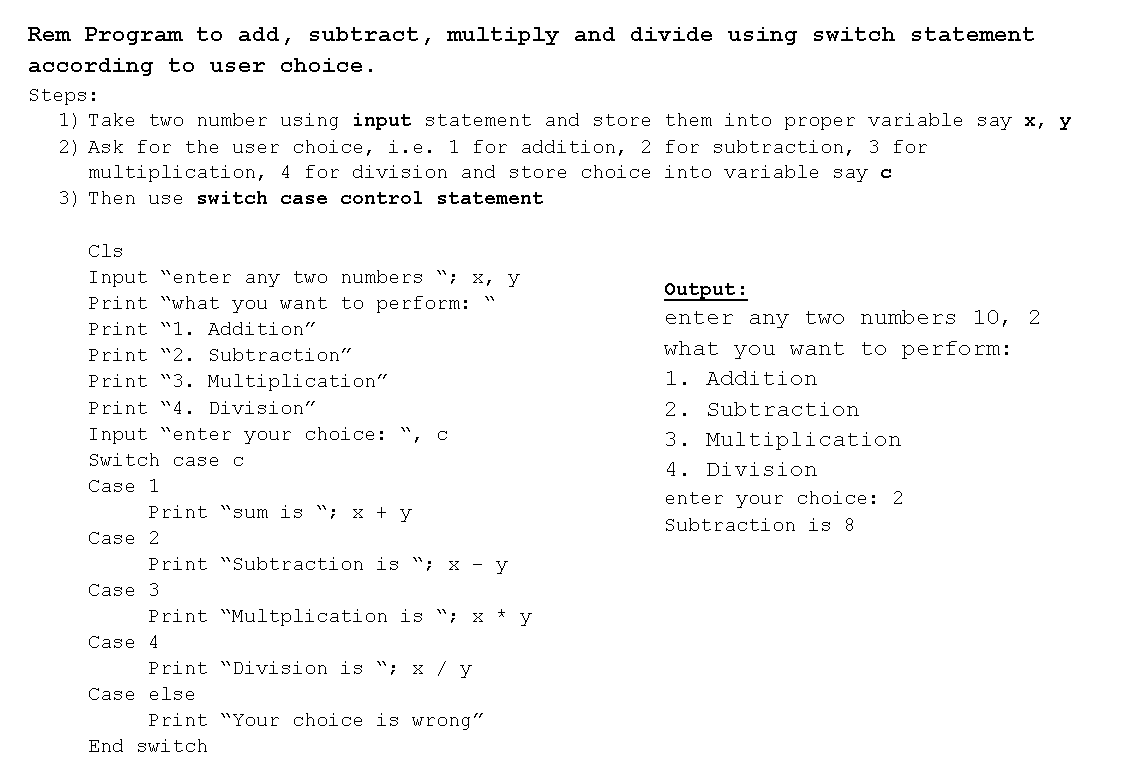 Rem Program to add, subtract, multiply and divide using switch statement
according to user choice.
Steps:
1) Take two number using input statement and store them into proper variable say x, y
2) Ask for the user choice, i.e. 1 for addition, 2 for subtraction, 3 for
multiplication, 4 for division and store choice into variable say c
3) Then use switch case control statement
Cls
Input “enter any two numbers “; x, y
Print “what you want to perform: “
Print “1. Addition”
Print “2. Subtraction”
Print “3. Multiplication”
Print “4. Division”
Input “enter your choice: “, c
Switch case c
Case 1
Print “sum is “; x + y
Case 2
Print “Subtraction is “; x – y
Case 3
Print “Multplication is “; x * y
Case 4
Print “Division is “; x / y
Case else
Print “Your choice is wrong”
End switch
Output:
enter any two numbers 10, 2
what you want to perform:
1. Addition
2. Subtraction
3. Multiplication
4. Division
enter your choice: 2
Subtraction is 8